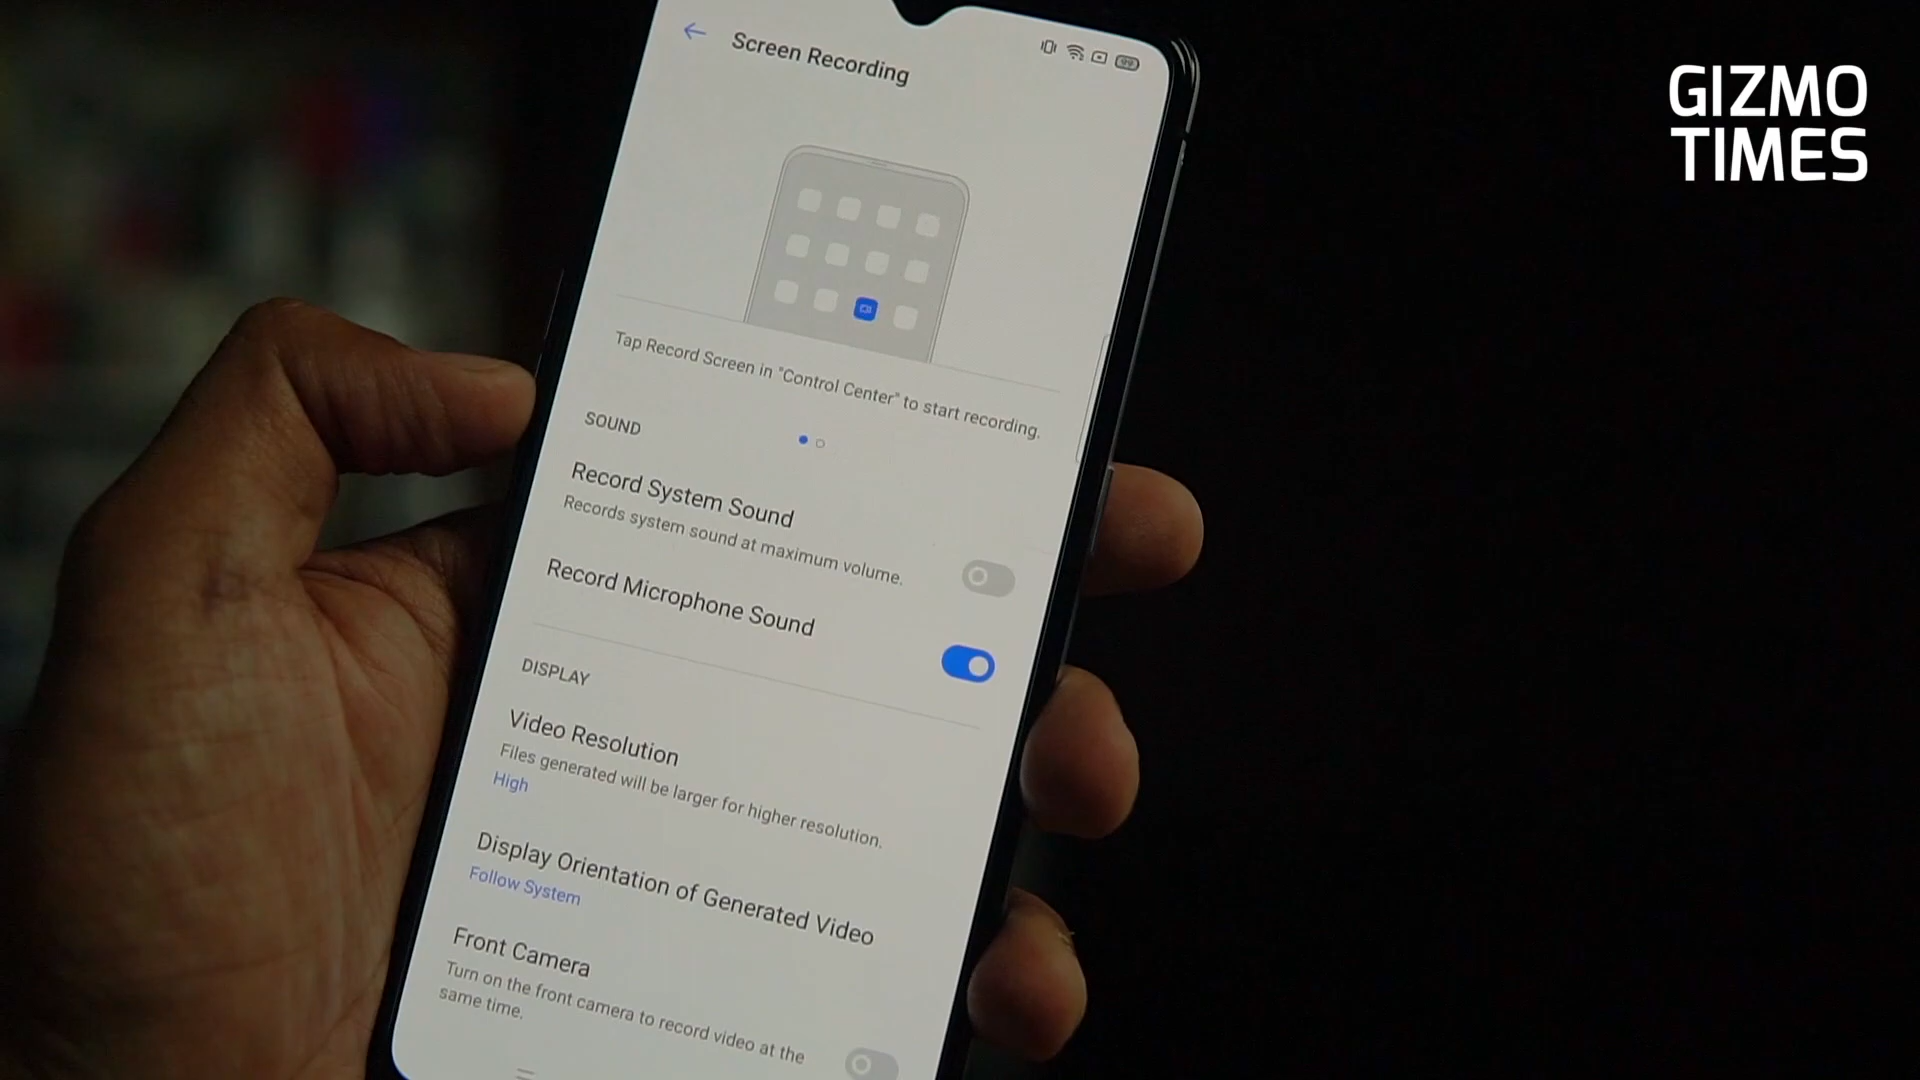 Screen Recording
99
GIZMO
TIMES
Tap Record Screen in "Control Center" to start recording.
SOUND
Record System Sound
Records system sound at maximum volume.
Record Microphone Sound
DISPLAY
Video Resolution
Files generated will be larger for higher resolution.
High
Display Orientation of Generated Video
Follow System
Front Camera
Turn on the front camera to record video at the
same time.